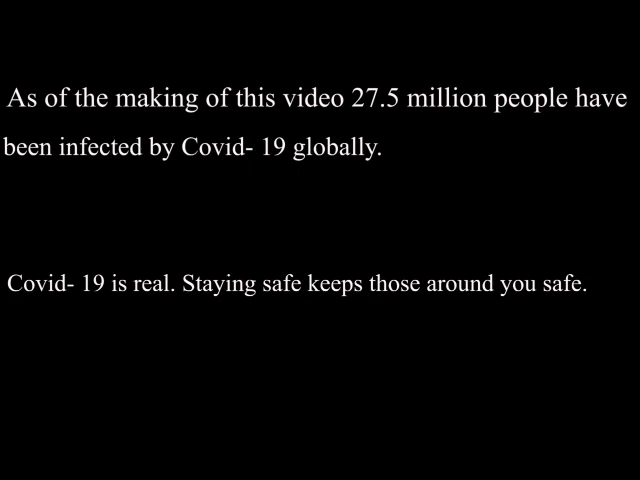 As of the making of this video 27.5 million people have
been infected by Covid- 19 globally.
Covid- 19 is real. Staying safe keeps those around you safe.